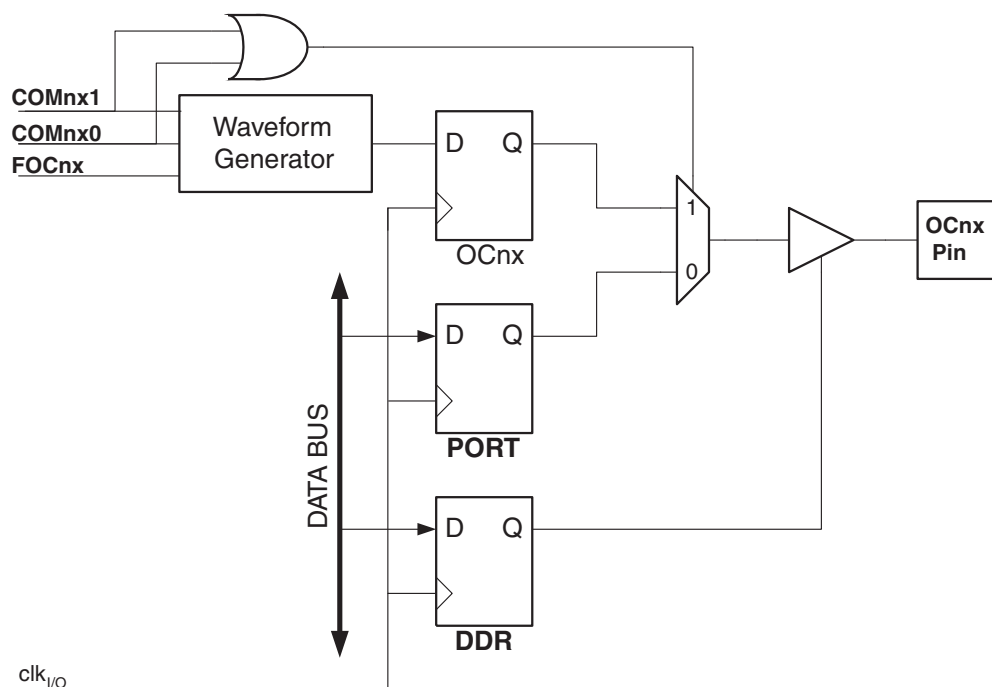 COMnx1
COMnx0
FOCnx
Waveform
Generator
D Q
OCnx
1
0
OCnx
Pin
D Q
PORT
DATA BUS
D Q
DDR
clkI/O